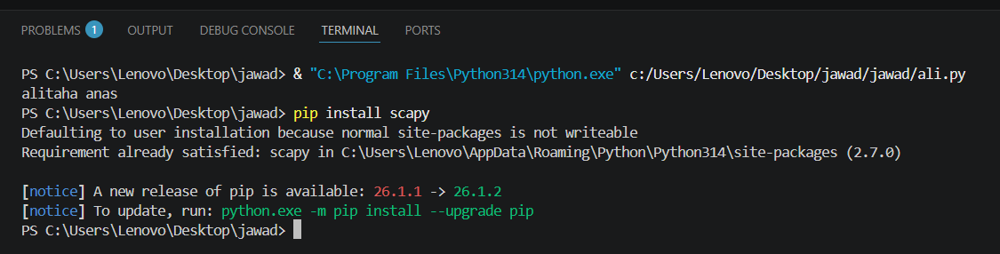 PROBLEMS 1 OUTPUT DEBUG CONSOLE TERMINAL PORTS
PS C:\Users\Lenovo\Desktop\jawad> & "C:\Program Files\Python314\python.exe" c:/Users/Lenovo/Desktop/jawad/jawad/ali.py
alitaha anas
PS C:\Users\Lenovo\Desktop\jawad> pip install scapy
Defaulting to user installation because normal site-packages is not writeable
Requirement already satisfied: scapy in C:\Users\Lenovo\AppData\Roaming\Python\Python314\site-packages (2.7.0)
[notice] A new release of pip is available: 26.1.1 -> 26.1.2
[notice] To update, run: python.exe -m pip install --upgrade pip
PS C:\Users\Lenovo\Desktop\jawad>